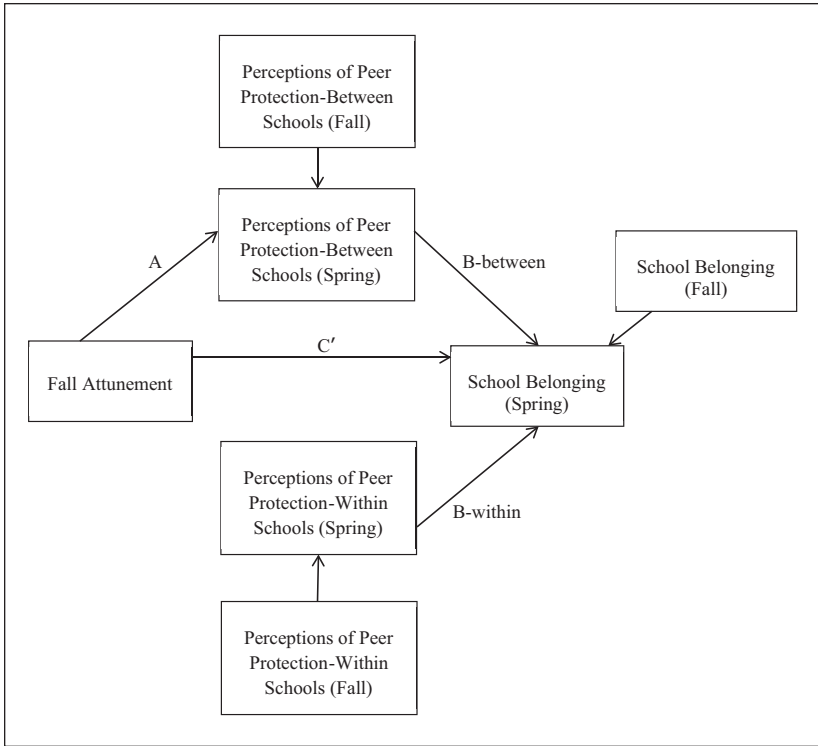 Perceptions of Peer
Protection-Between
Schools (Fall)
Perceptions of Peer
Protection-Between
Schools (Spring)
A
B-between
School Belonging
(Fall)
C′
Fall Attunement
School Belonging
(Spring)
Perceptions of Peer
Protection-Within
Schools (Spring)
B-within
Perceptions of Peer
Protection-Within
Schools (Fall)